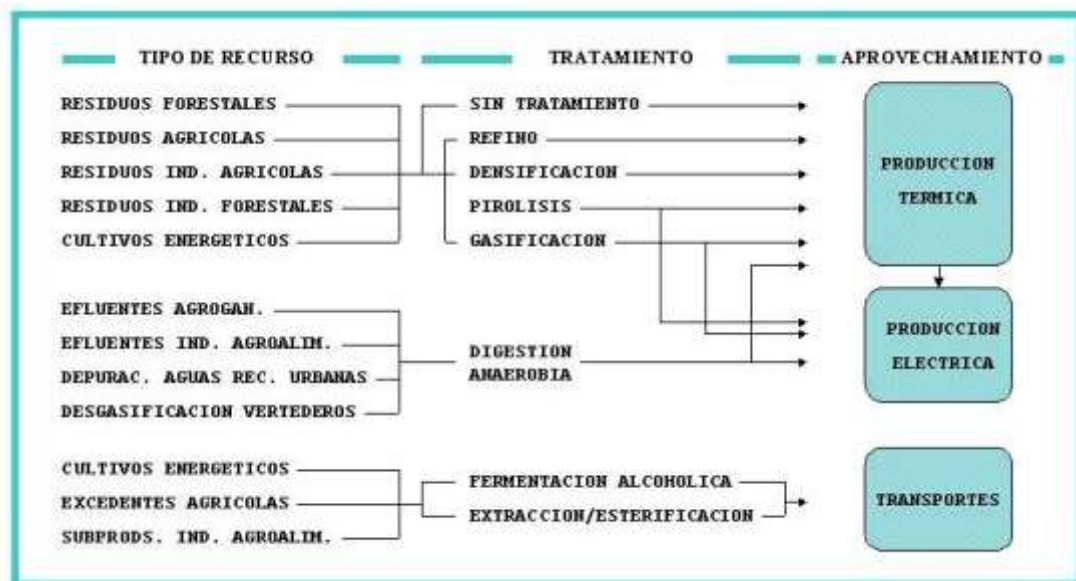 TIPO DE RECURSO
TRATAMIENTO
APROVECHAMIENTO
RESIDUOS FORESTALES
RESIDUOS AGRICOLAS
RESIDUOS IND. AGRICOLAS
RESIDUOS IND. FORESTALES
CULTIVOS ENERGETICOS
SIN TRATAMIENTO
REFINO
DENSIFICACION
PIROLISIS
GASIFICACION
PRODUCCION
TERMICA
EFLUENTES AGROGAN.
EFLUENTES IND. AGROALIM.
DEPURAC. AGUAS REC. URBANAS
DESGASIFICACION VERTEDEROS
DIGESTION
ANAEROBIA
PRODUCCION
ELECTRICA
CULTIVOS ENERGETICOS
EXCEDENTES AGRICOLAS
SUBPRODS. IND. AGROALIM.
FERMENTACION ALCOHOLICA
EXTRACCION/ESTERIFICACION
TRANSPORTES